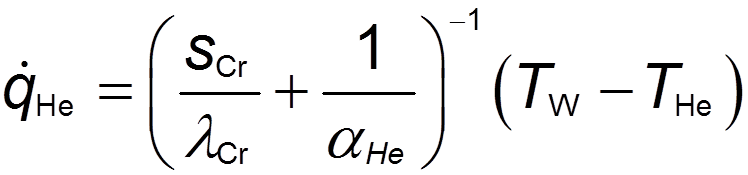 q̇_He = (s_Cr/λ_Cr + 1/α_He)^−1 (T_W − T_He)